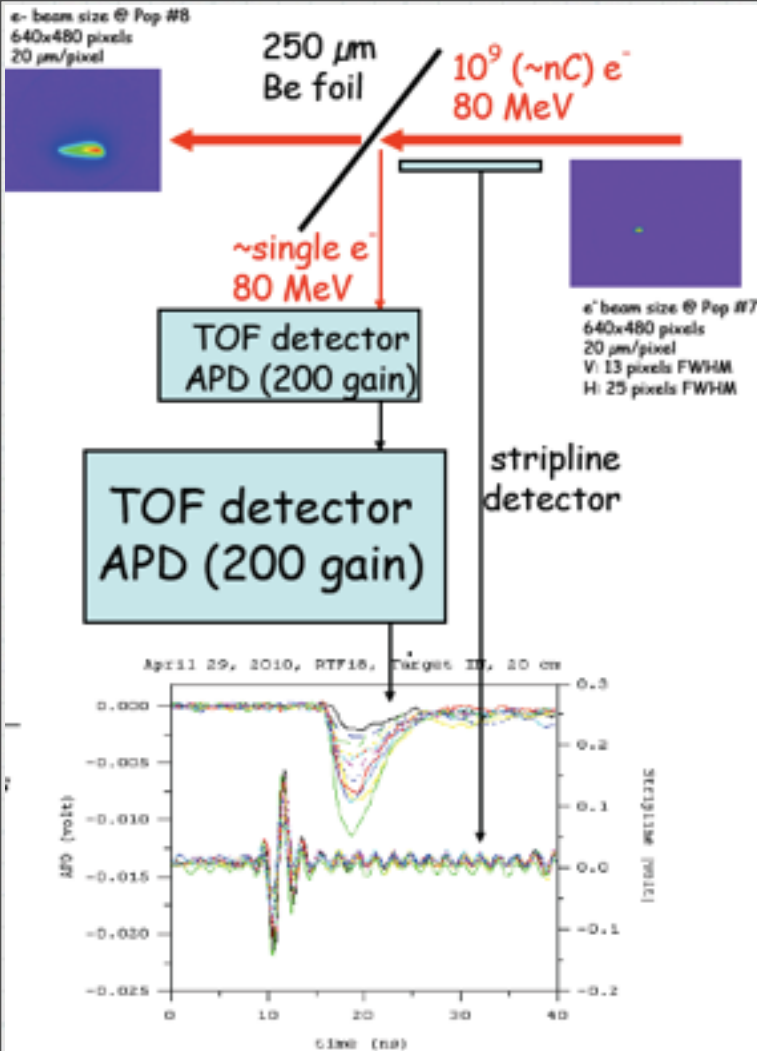 e- beam size @ Pop #8
640x480 pixels
20 µm/pixel
250 µm
Be foil
10⁹ (~nC) e⁻
80 MeV
~single e⁻
80 MeV
e⁻ beam size @ Pop #7
640x480 pixels
20 µm/pixel
V: 13 pixels FWHM
H: 25 pixels FWHM
TOF detector
APD (200 gain)
TOF detector
APD (200 gain)
stripline
detector
April 29, 2010, RTF18, Target IN, 20 cm
0.000
-0.005
-0.010
-0.015
-0.020
-0.025
APD (volt)
0.3
0.2
0.1
0.0
-0.1
-0.2
Stripline (volt)
0
10
20
30
40
time (ns)